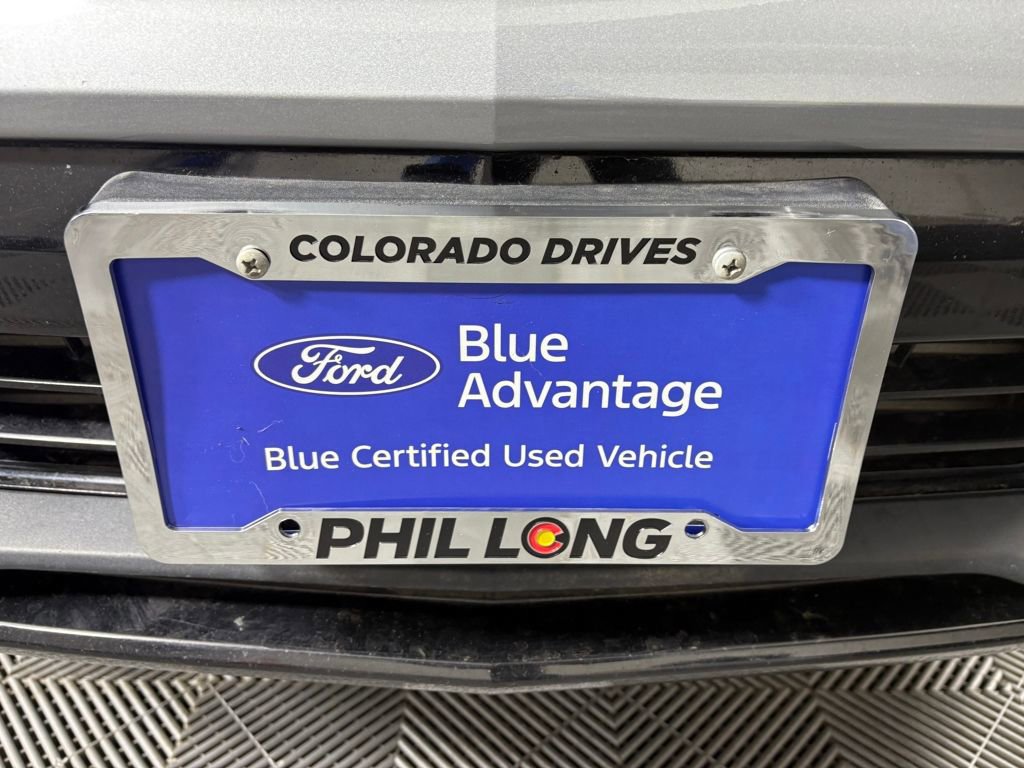 COLORADO DRIVES
Ford
Blue
Advantage
Blue Certified Used Vehicle
PHIL LONG